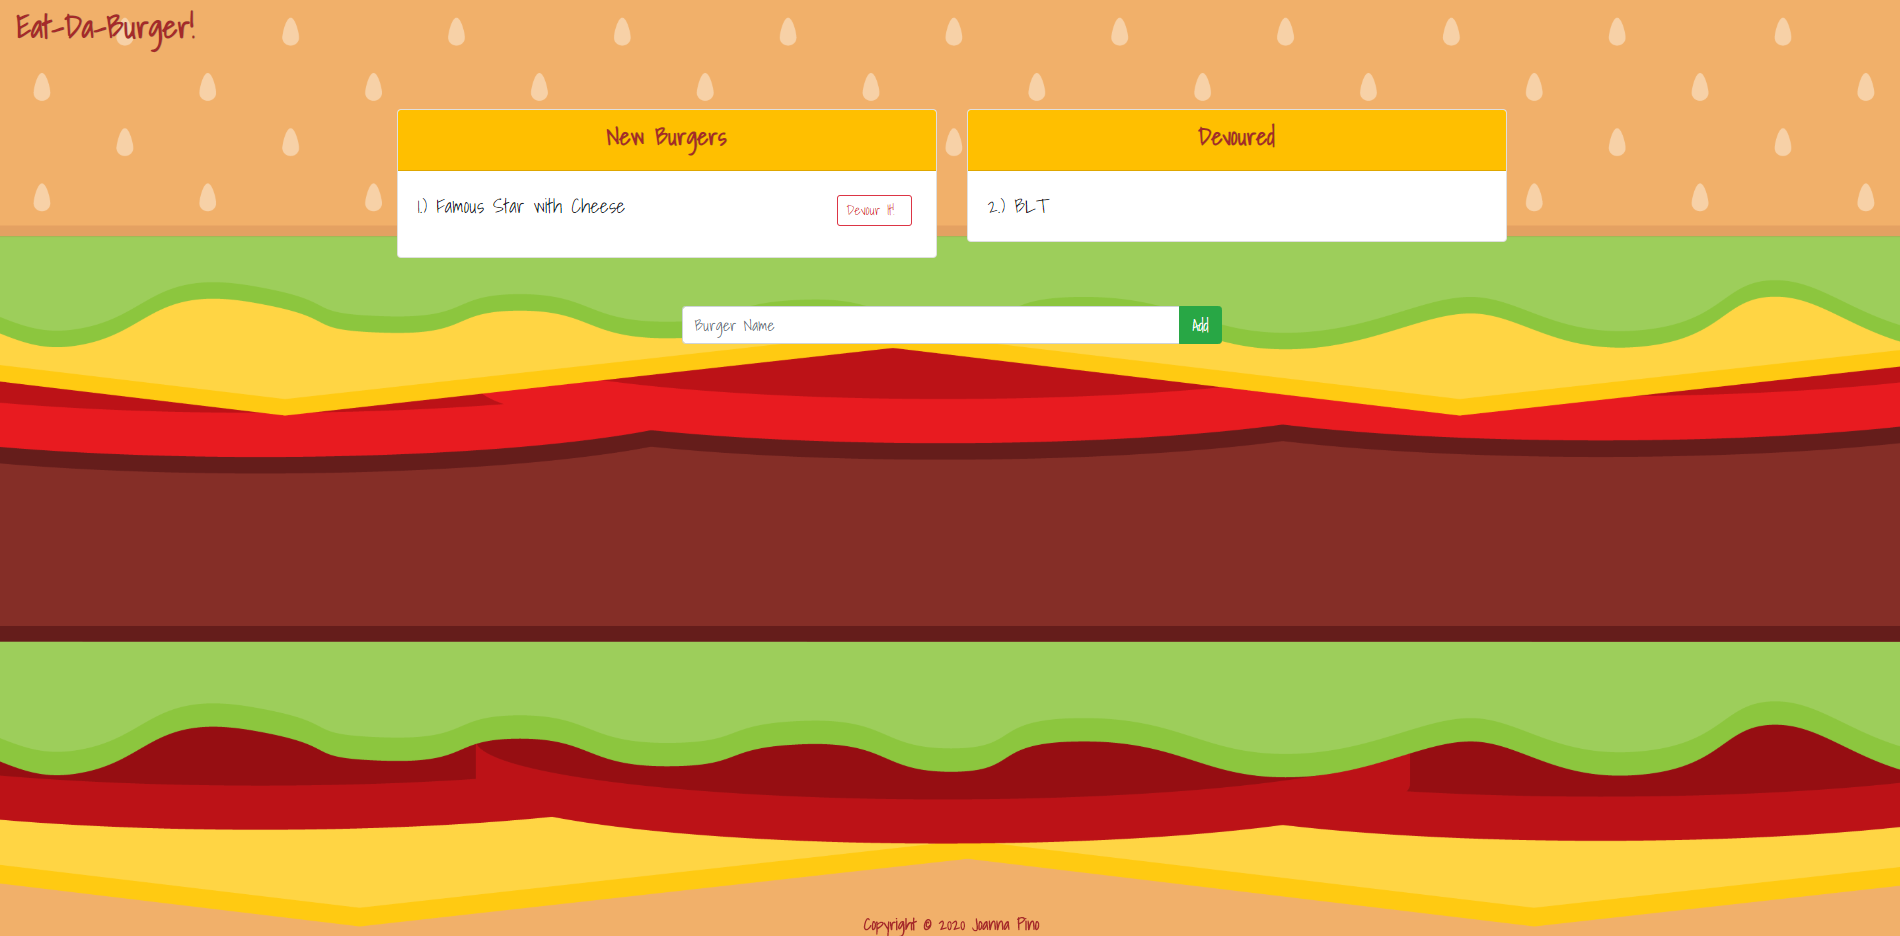 Eat-Da-Burger!
New Burgers
1.) Famous Star with Cheese
Devour It!
Devoured
2.) BLT
Burger Name
Add
Copyright © 2020 Joanna Pino